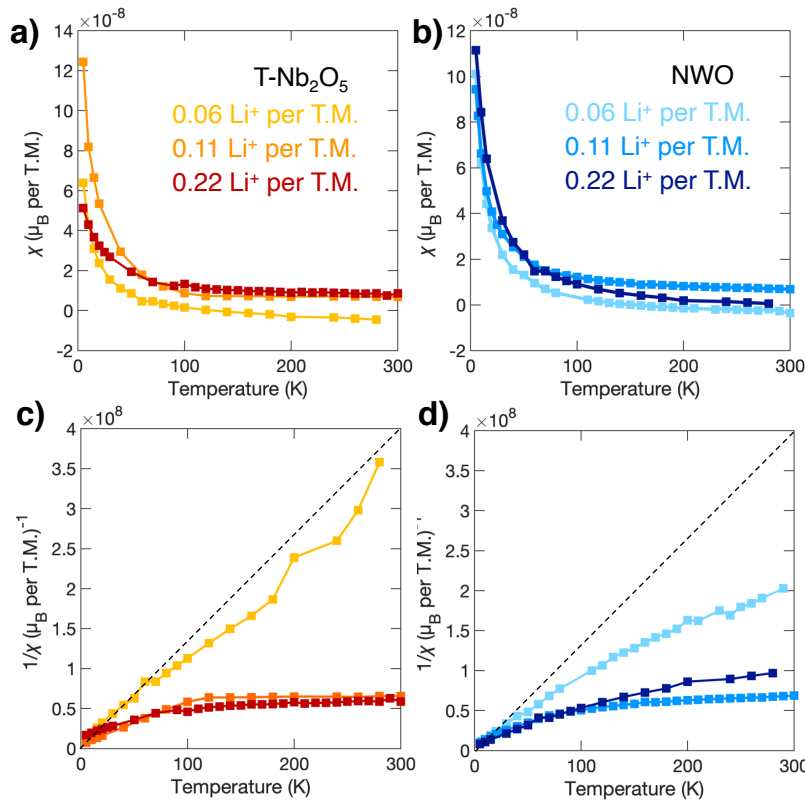 a)
×10⁻⁸
14
12
10
8
6
4
2
0
-2
χ (μ_B per T.M.)
T-Nb₂O₅
0.06 Li⁺ per T.M.
0.11 Li⁺ per T.M.
0.22 Li⁺ per T.M.
0 100 200 300
Temperature (K)
b)
×10⁻⁸
12
10
8
6
4
2
0
-2
χ (μ_B per T.M.)
NWO
0.06 Li⁺ per T.M.
0.11 Li⁺ per T.M.
0.22 Li⁺ per T.M.
0 100 200 300
Temperature (K)
c)
×10⁸
4
3.5
3
2.5
2
1.5
1
0.5
0
1/χ (μ_B per T.M.)⁻¹
0 100 200 300
Temperature (K)
d)
×10⁸
4
3.5
3
2.5
2
1.5
1
0.5
0
1/χ (μ_B per T.M.)⁻
0 100 200 300
Temperature (K)